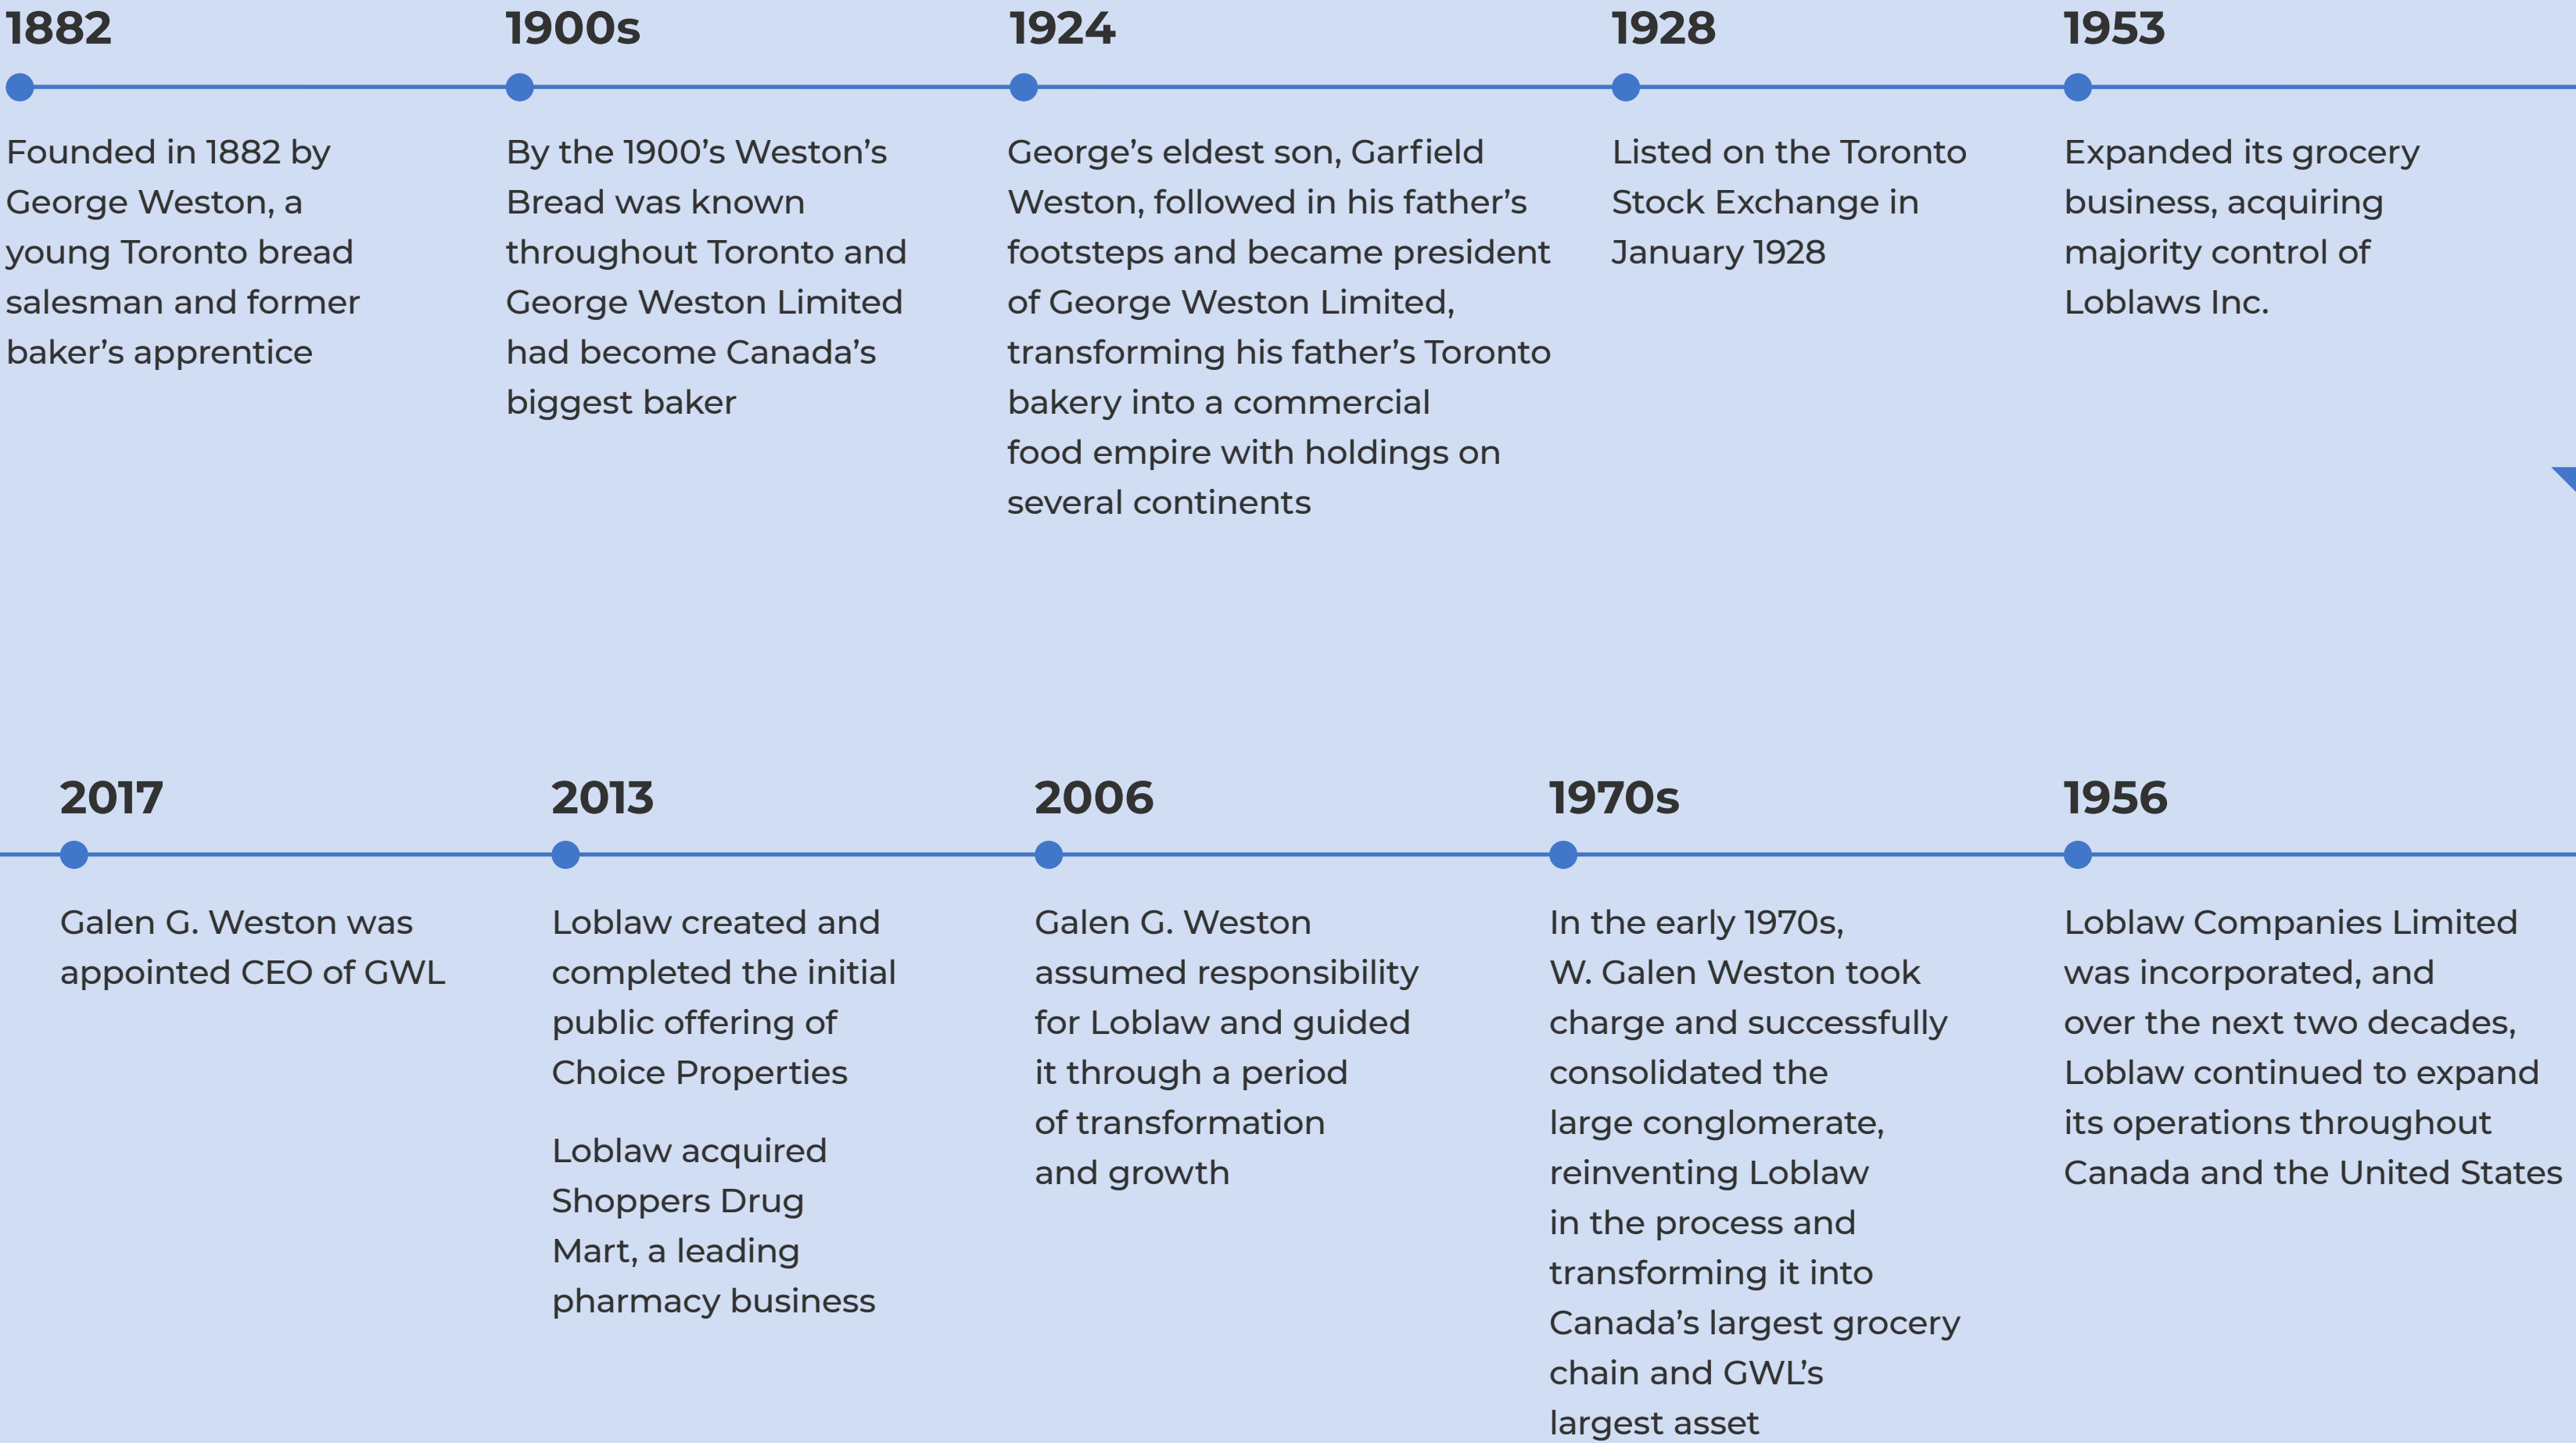 1882
Founded in 1882 by
George Weston, a
young Toronto bread
salesman and former
baker’s apprentice
1900s
By the 1900’s Weston’s
Bread was known
throughout Toronto and
George Weston Limited
had become Canada’s
biggest baker
1924
George’s eldest son, Garfield
Weston, followed in his father’s
footsteps and became president
of George Weston Limited,
transforming his father’s Toronto
bakery into a commercial
food empire with holdings on
several continents
1928
Listed on the Toronto
Stock Exchange in
January 1928
1953
Expanded its grocery
business, acquiring
majority control of
Loblaws Inc.
2017
Galen G. Weston was
appointed CEO of GWL
2013
Loblaw created and
completed the initial
public offering of
Choice Properties
Loblaw acquired
Shoppers Drug
Mart, a leading
pharmacy business
2006
Galen G. Weston
assumed responsibility
for Loblaw and guided
it through a period
of transformation
and growth
1970s
In the early 1970s,
W. Galen Weston took
charge and successfully
consolidated the
large conglomerate,
reinventing Loblaw
in the process and
transforming it into
Canada’s largest grocery
chain and GWL’s
largest asset
1956
Loblaw Companies Limited
was incorporated, and
over the next two decades,
Loblaw continued to expand
its operations throughout
Canada and the United States